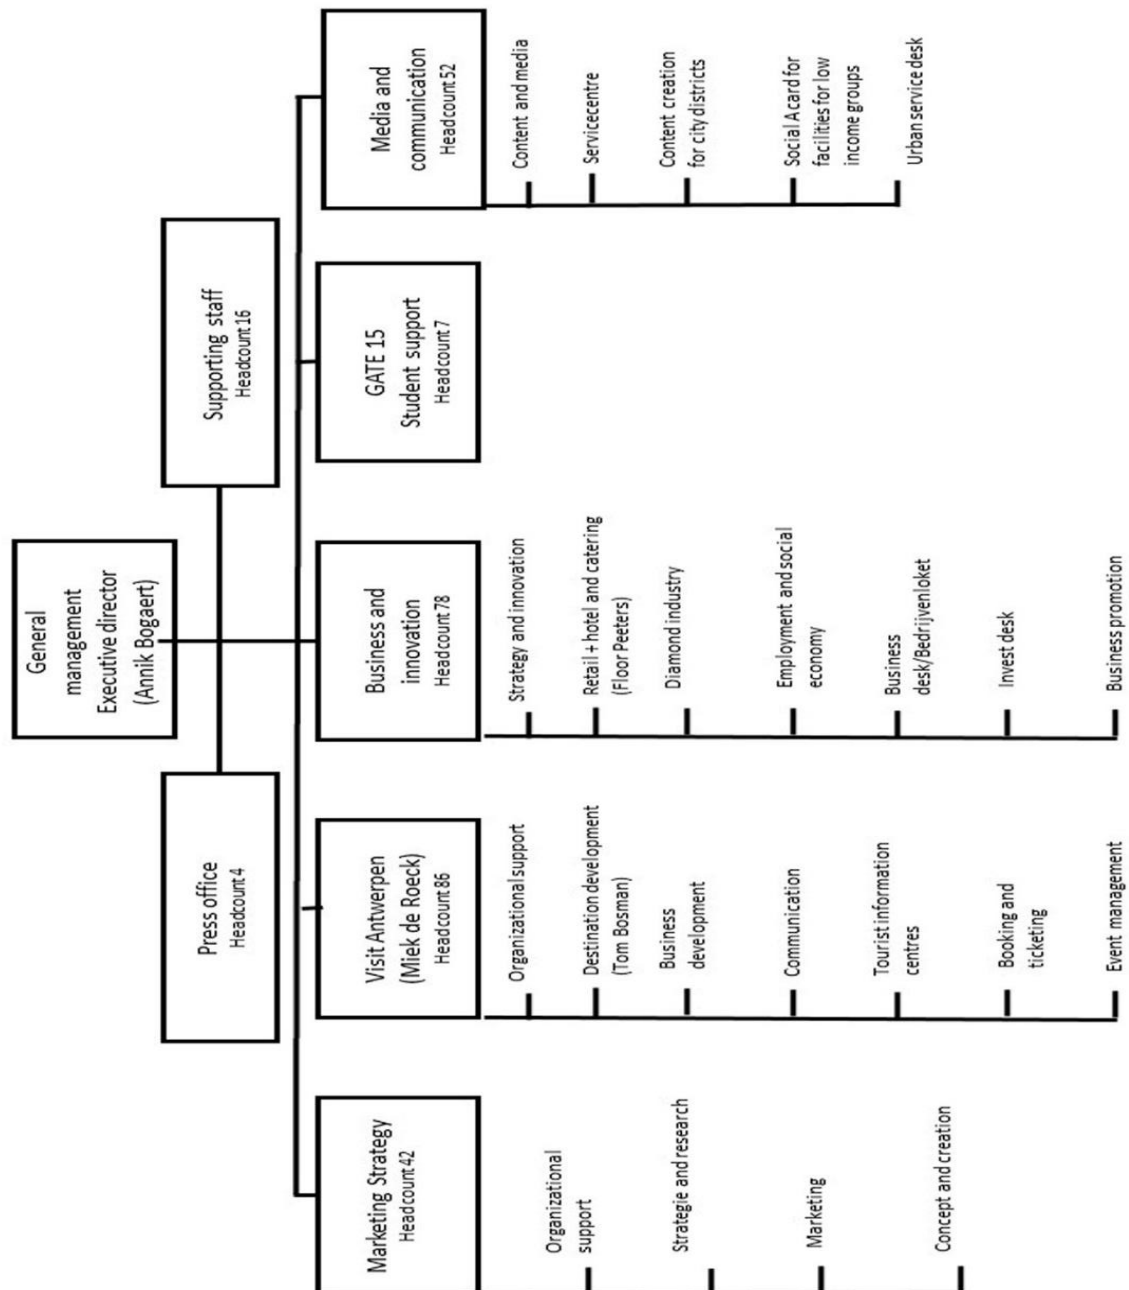 General
management
Executive director
(Annik Bogaert)
Press office
Headcount 4
Supporting staff
Headcount 16
Marketing Strategy
Headcount 42
Organizational
support
Strategie and research
Marketing
Concept and creation
Visit Antwerpen
(Miek de Roeck)
Headcount 86
Organizational support
Destination development
(Tom Bosman)
Business
development
Communication
Tourist information
centres
Booking and
ticketing
Event management
Business and
innovation
Headcount 78
Strategy and innovation
Retail + hotel and catering
(Floor Peeters)
Diamond industry
Employment and social
economy
Business
desk/Bedrijvenloket
Invest desk
Business promotion
GATE 15
Student support
Headcount 7
Media and
communication
Headcount 52
Content and media
Servicecentre
Content creation
for city districts
Social A card for
facilities for low
income groups
Urban service desk